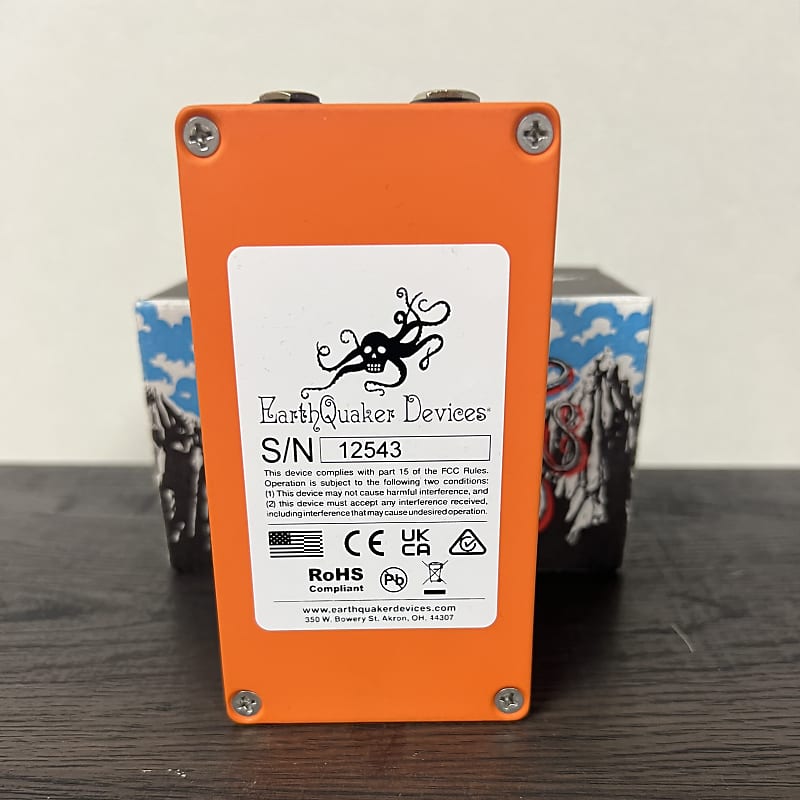 EarthQuaker Devices
S/N 12543
This device complies with part 15 of the FCC Rules.
Operation is subject to the following two conditions:
(1) This device may not cause harmful interference, and
(2) this device must accept any interference received,
including interference that may cause undesired operation.
CE UK
CA
RoHS
Compliant
Pb
www.earthquakerdevices.com
350 W. Bowery St. Akron, OH, 44307